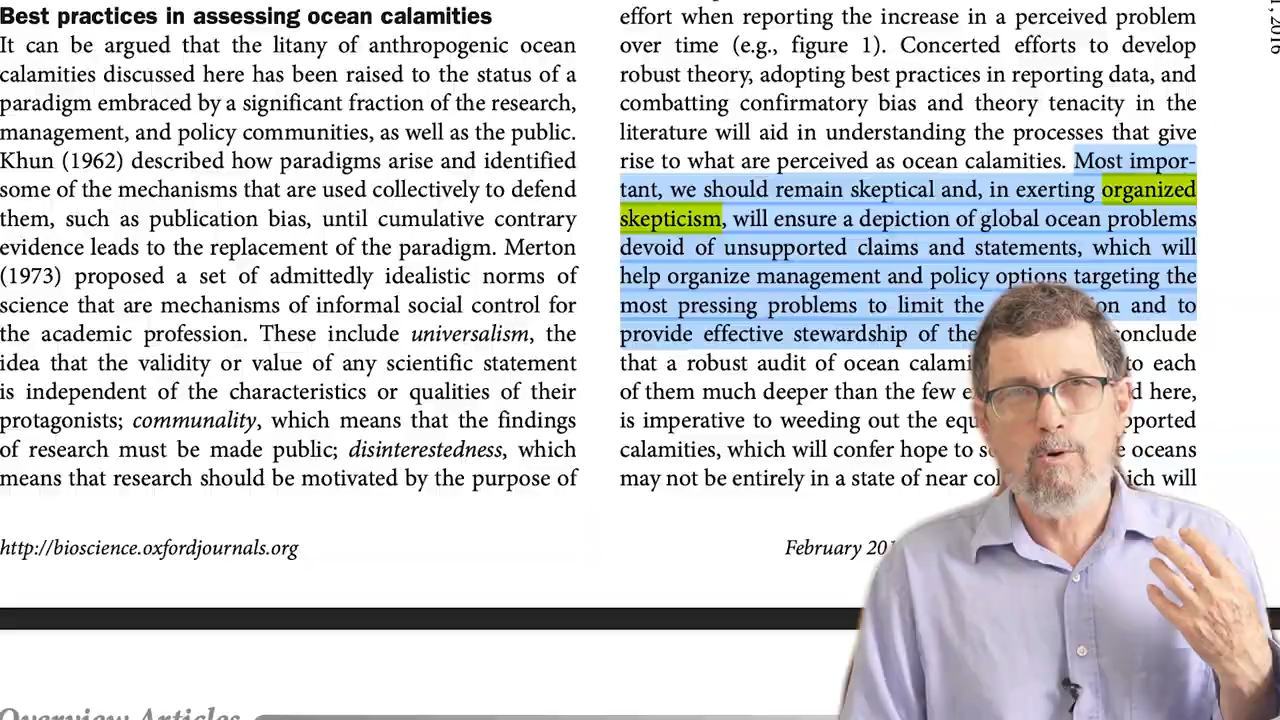 Best practices in assessing ocean calamities
It can be argued that the litany of anthropogenic ocean
calamities discussed here has been raised to the status of a
paradigm embraced by a significant fraction of the research,
management, and policy communities, as well as the public.
Khun (1962) described how paradigms arise and identified
some of the mechanisms that are used collectively to defend
them, such as publication bias, until cumulative contrary
evidence leads to the replacement of the paradigm. Merton
(1973) proposed a set of admittedly idealistic norms of
science that are mechanisms of informal social control for
the academic profession. These include universalism, the
idea that the validity or value of any scientific statement
is independent of the characteristics or qualities of their
protagonists; communality, which means that the findings
of research must be made public; disinterestedness, which
means that research should be motivated by the purpose of
effort when reporting the increase in a perceived problem
over time (e.g., figure 1). Concerted efforts to develop
robust theory, adopting best practices in reporting data, and
combatting confirmatory bias and theory tenacity in the
literature will aid in understanding the processes that give
rise to what are perceived as ocean calamities. Most impor-
tant, we should remain skeptical and, in exerting organized
skepticism, will ensure a depiction of global ocean problems
devoid of unsupported claims and statements, which will
help organize management and policy options targeting the
most pressing problems to limit the and to
provide effective stewardship of the conclude
that a robust audit of ocean to each
of them much deeper than the few here,
is imperative to weeding out the
calamities, which will confer hope to oceans
may not be entirely in a state of near will
http://bioscience.oxfordjournals.org
February
2016
Overview Articles